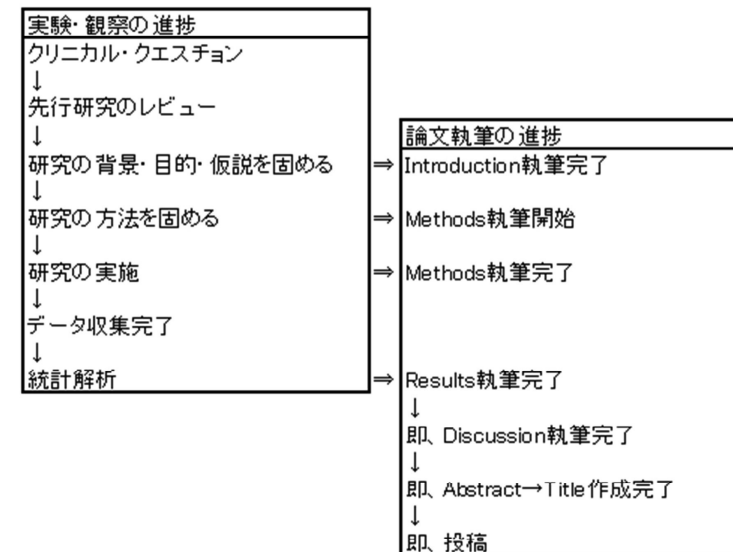 実験・観察の進捗
クリニカル・クエスチョン
↓
先行研究のレビュー
↓
論文執筆の進捗
研究の背景・目的・仮説を固める ⇒ Introduction執筆完了
↓
研究の方法を固める ⇒ Methods執筆開始
↓
研究の実施 ⇒ Methods執筆完了
↓
データ収集完了
↓
統計解析 ⇒ Results執筆完了
↓
即、Discussion執筆完了
↓
即、Abstract→Title作成完了
↓
即、投稿